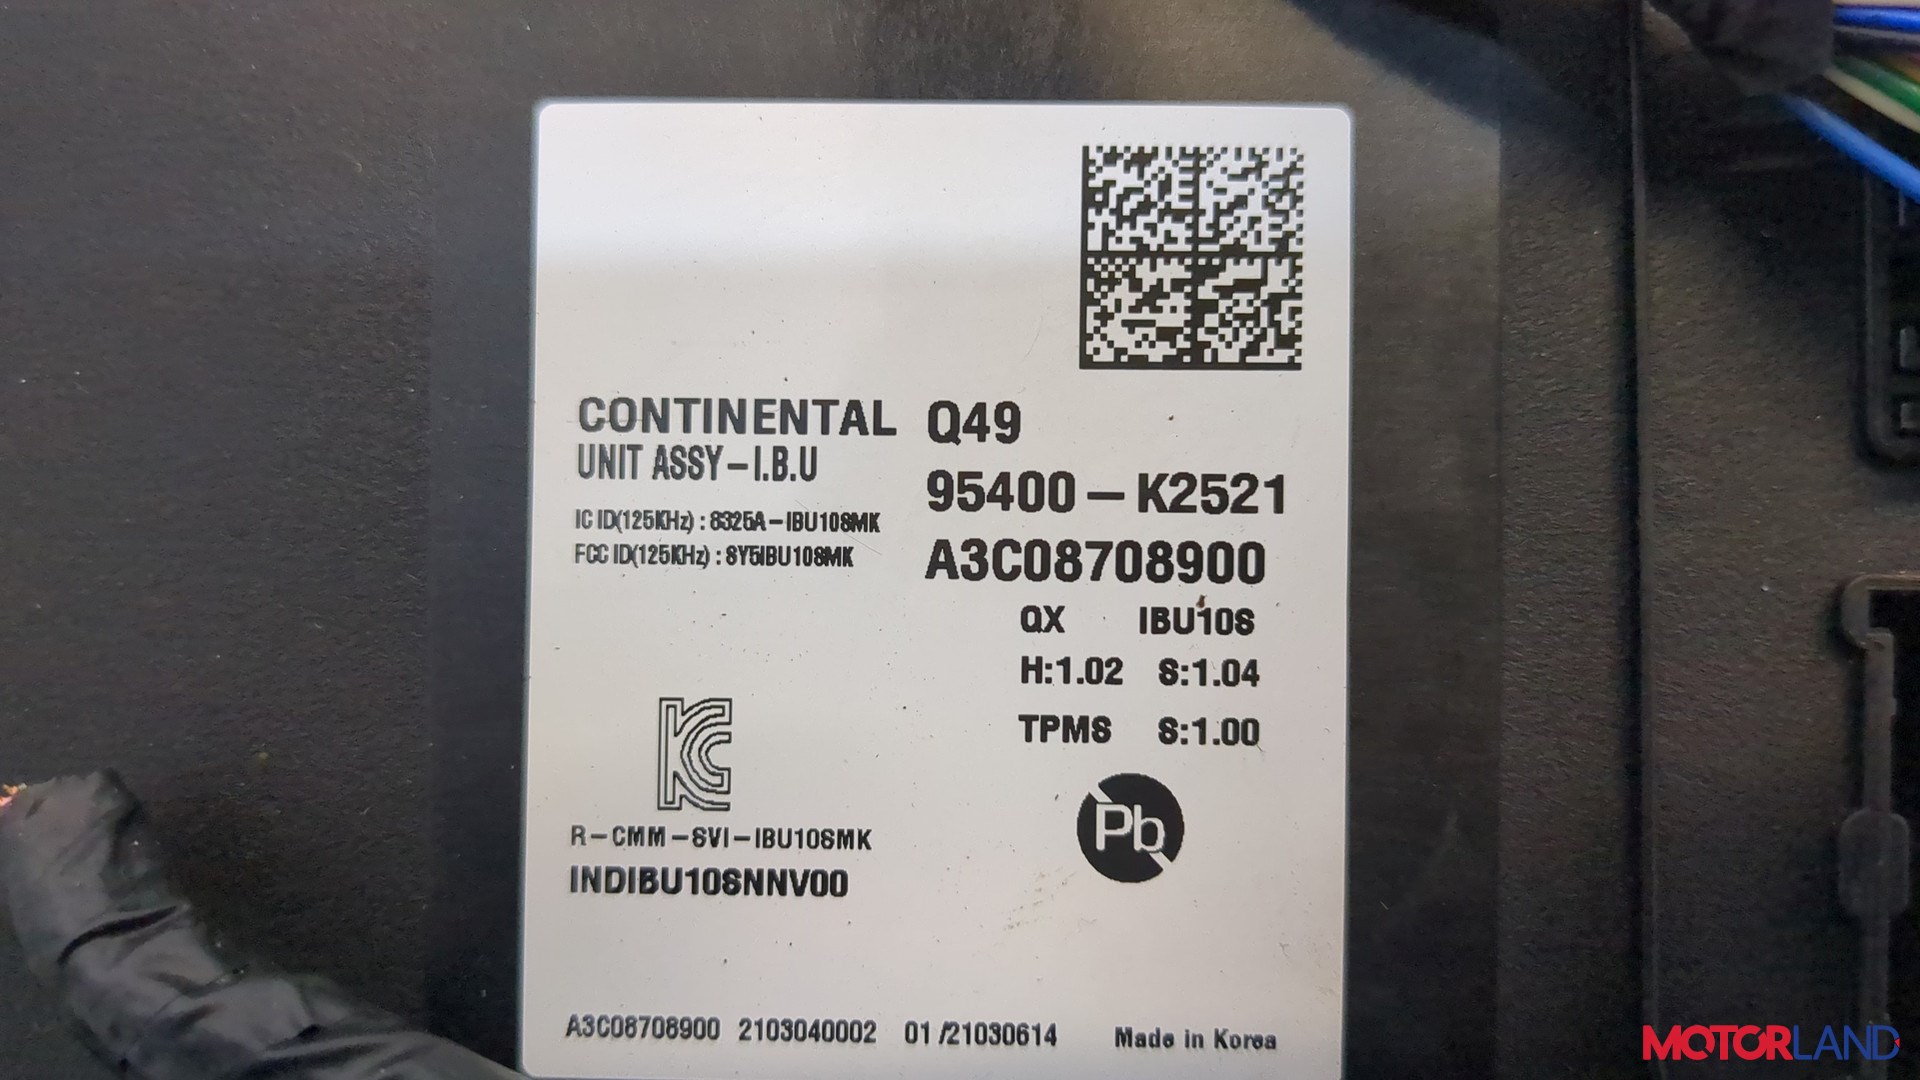 CONTINENTAL Q49
UNIT ASSY-I.B.U
95400-K2521
IC ID(125KHz) : 8325A-IBU10SMK
FCC ID(125KHz) : SY5IBU10SMK
A3C08708900
QX IBU10S
H:1.02 S:1.04
TPMS S:1.00
KC
Pb
R-CMM-SVI-IBU10SMK
INDIBU10SNNV00
A3C08708900 2103040002 01 /21030614 Made in Korea
MOTORLAND